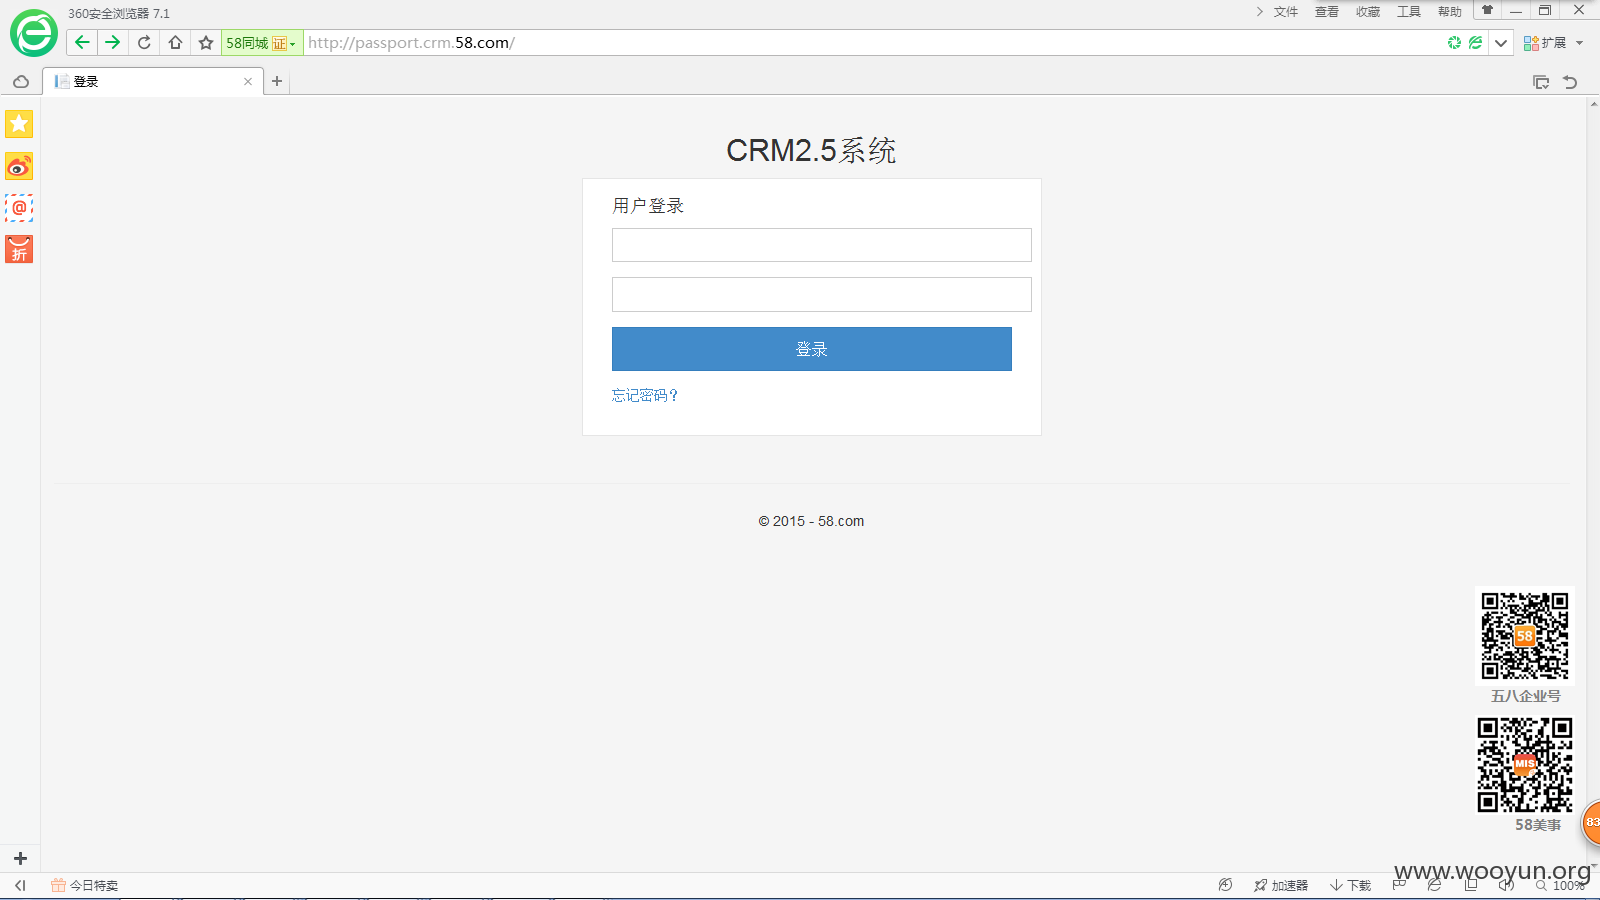 360安全浏览器 7.1
文件 查看 收藏 工具 帮助
58同城 证 http://passport.crm.58.com/
扩展
登录
@
折
CRM2.5系统
用户登录
登录
忘记密码?
© 2015 - 58.com
58
五八企业号
MIS
58美事
83
www.wooyun.org
今日特卖
加速器 下载 100%